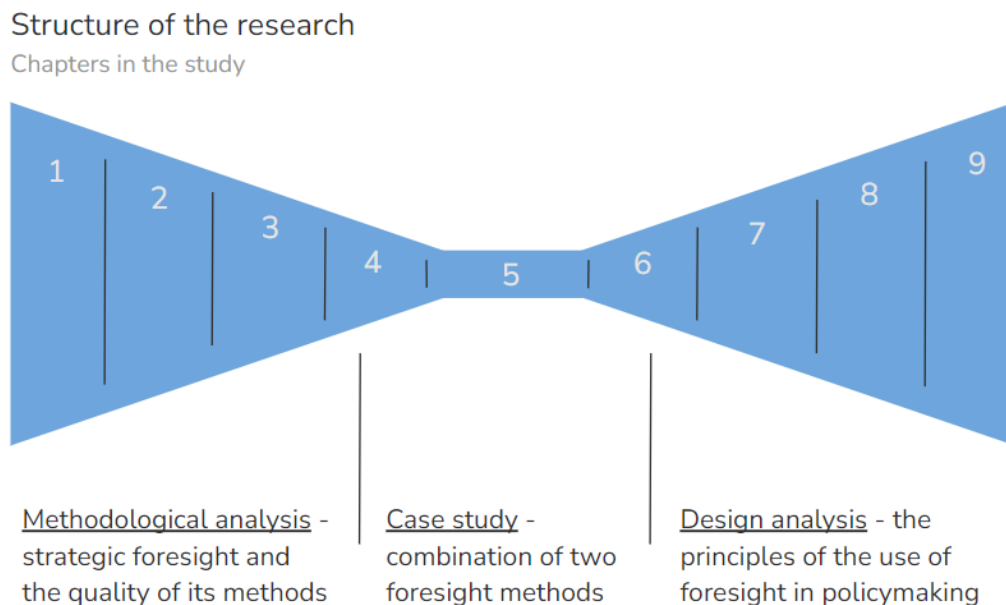 Structure of the research
Chapters in the study
1
2
3
4
5
6
7
8
9
Methodological analysis -
strategic foresight and
the quality of its methods
Case study -
combination of two
foresight methods
Design analysis - the
principles of the use of
foresight in policymaking